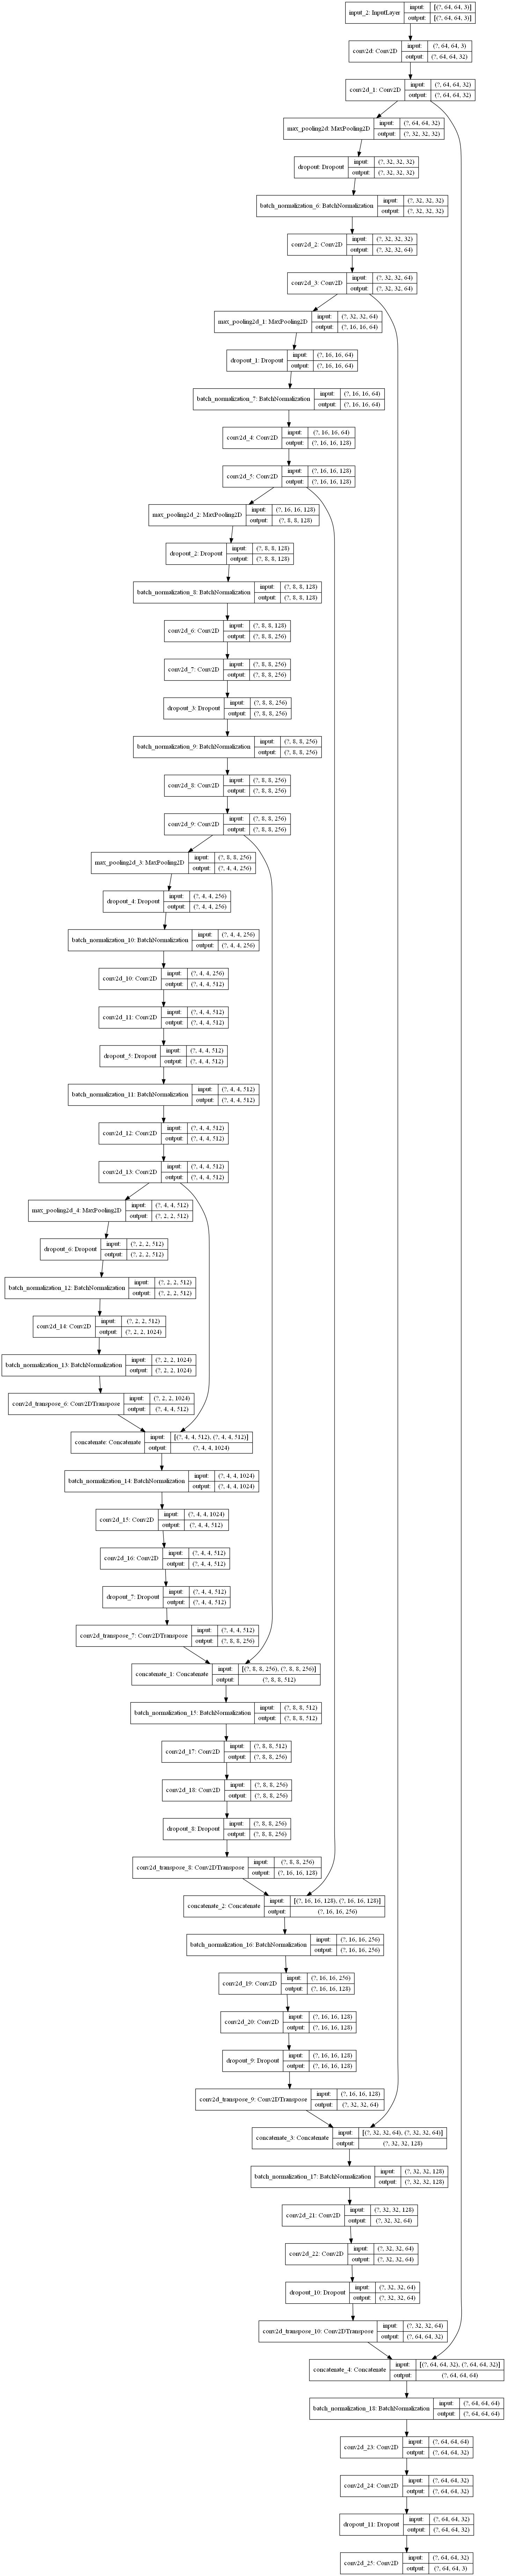 input_2: InputLayer
input: [(?, 64, 64, 3)]
output: [(?, 64, 64, 3)]
conv2d: Conv2D
input: (?, 64, 64, 3)
output: (?, 64, 64, 32)
conv2d_1: Conv2D
input: (?, 64, 64, 32)
output: (?, 64, 64, 32)
max_pooling2d: MaxPooling2D
input: (?, 64, 64, 32)
output: (?, 32, 32, 32)
dropout: Dropout
input: (?, 32, 32, 32)
output: (?, 32, 32, 32)
batch_normalization_6: BatchNormalization
input: (?, 32, 32, 32)
output: (?, 32, 32, 32)
conv2d_2: Conv2D
input: (?, 32, 32, 32)
output: (?, 32, 32, 64)
conv2d_3: Conv2D
input: (?, 32, 32, 64)
output: (?, 32, 32, 64)
max_pooling2d_1: MaxPooling2D
input: (?, 32, 32, 64)
output: (?, 16, 16, 64)
dropout_1: Dropout
input: (?, 16, 16, 64)
output: (?, 16, 16, 64)
batch_normalization_7: BatchNormalization
input: (?, 16, 16, 64)
output: (?, 16, 16, 64)
conv2d_4: Conv2D
input: (?, 16, 16, 64)
output: (?, 16, 16, 128)
conv2d_5: Conv2D
input: (?, 16, 16, 128)
output: (?, 16, 16, 128)
max_pooling2d_2: MaxPooling2D
input: (?, 16, 16, 128)
output: (?, 8, 8, 128)
dropout_2: Dropout
input: (?, 8, 8, 128)
output: (?, 8, 8, 128)
batch_normalization_8: BatchNormalization
input: (?, 8, 8, 128)
output: (?, 8, 8, 128)
conv2d_6: Conv2D
input: (?, 8, 8, 128)
output: (?, 8, 8, 256)
conv2d_7: Conv2D
input: (?, 8, 8, 256)
output: (?, 8, 8, 256)
dropout_3: Dropout
input: (?, 8, 8, 256)
output: (?, 8, 8, 256)
batch_normalization_9: BatchNormalization
input: (?, 8, 8, 256)
output: (?, 8, 8, 256)
conv2d_8: Conv2D
input: (?, 8, 8, 256)
output: (?, 8, 8, 256)
conv2d_9: Conv2D
input: (?, 8, 8, 256)
output: (?, 8, 8, 256)
max_pooling2d_3: MaxPooling2D
input: (?, 8, 8, 256)
output: (?, 4, 4, 256)
dropout_4: Dropout
input: (?, 4, 4, 256)
output: (?, 4, 4, 256)
batch_normalization_10: BatchNormalization
input: (?, 4, 4, 256)
output: (?, 4, 4, 256)
conv2d_10: Conv2D
input: (?, 4, 4, 256)
output: (?, 4, 4, 512)
conv2d_11: Conv2D
input: (?, 4, 4, 512)
output: (?, 4, 4, 512)
dropout_5: Dropout
input: (?, 4, 4, 512)
output: (?, 4, 4, 512)
batch_normalization_11: BatchNormalization
input: (?, 4, 4, 512)
output: (?, 4, 4, 512)
conv2d_12: Conv2D
input: (?, 4, 4, 512)
output: (?, 4, 4, 512)
conv2d_13: Conv2D
input: (?, 4, 4, 512)
output: (?, 4, 4, 512)
max_pooling2d_4: MaxPooling2D
input: (?, 4, 4, 512)
output: (?, 2, 2, 512)
dropout_6: Dropout
input: (?, 2, 2, 512)
output: (?, 2, 2, 512)
batch_normalization_12: BatchNormalization
input: (?, 2, 2, 512)
output: (?, 2, 2, 512)
conv2d_14: Conv2D
input: (?, 2, 2, 512)
output: (?, 2, 2, 1024)
batch_normalization_13: BatchNormalization
input: (?, 2, 2, 1024)
output: (?, 2, 2, 1024)
conv2d_transpose_6: Conv2DTranspose
input: (?, 2, 2, 1024)
output: (?, 4, 4, 512)
concatenate: Concatenate
input: [(?, 4, 4, 512), (?, 4, 4, 512)]
output: (?, 4, 4, 1024)
batch_normalization_14: BatchNormalization
input: (?, 4, 4, 1024)
output: (?, 4, 4, 1024)
conv2d_15: Conv2D
input: (?, 4, 4, 1024)
output: (?, 4, 4, 512)
conv2d_16: Conv2D
input: (?, 4, 4, 512)
output: (?, 4, 4, 512)
dropout_7: Dropout
input: (?, 4, 4, 512)
output: (?, 4, 4, 512)
conv2d_transpose_7: Conv2DTranspose
input: (?, 4, 4, 512)
output: (?, 8, 8, 256)
concatenate_1: Concatenate
input: [(?, 8, 8, 256), (?, 8, 8, 256)]
output: (?, 8, 8, 512)
batch_normalization_15: BatchNormalization
input: (?, 8, 8, 512)
output: (?, 8, 8, 512)
conv2d_17: Conv2D
input: (?, 8, 8, 512)
output: (?, 8, 8, 256)
conv2d_18: Conv2D
input: (?, 8, 8, 256)
output: (?, 8, 8, 256)
dropout_8: Dropout
input: (?, 8, 8, 256)
output: (?, 8, 8, 256)
conv2d_transpose_8: Conv2DTranspose
input: (?, 8, 8, 256)
output: (?, 16, 16, 128)
concatenate_2: Concatenate
input: [(?, 16, 16, 128), (?, 16, 16, 128)]
output: (?, 16, 16, 256)
batch_normalization_16: BatchNormalization
input: (?, 16, 16, 256)
output: (?, 16, 16, 256)
conv2d_19: Conv2D
input: (?, 16, 16, 256)
output: (?, 16, 16, 128)
conv2d_20: Conv2D
input: (?, 16, 16, 128)
output: (?, 16, 16, 128)
dropout_9: Dropout
input: (?, 16, 16, 128)
output: (?, 16, 16, 128)
conv2d_transpose_9: Conv2DTranspose
input: (?, 16, 16, 128)
output: (?, 32, 32, 64)
concatenate_3: Concatenate
input: [(?, 32, 32, 64), (?, 32, 32, 64)]
output: (?, 32, 32, 128)
batch_normalization_17: BatchNormalization
input: (?, 32, 32, 128)
output: (?, 32, 32, 128)
conv2d_21: Conv2D
input: (?, 32, 32, 128)
output: (?, 32, 32, 64)
conv2d_22: Conv2D
input: (?, 32, 32, 64)
output: (?, 32, 32, 64)
dropout_10: Dropout
input: (?, 32, 32, 64)
output: (?, 32, 32, 64)
conv2d_transpose_10: Conv2DTranspose
input: (?, 32, 32, 64)
output: (?, 64, 64, 32)
concatenate_4: Concatenate
input: [(?, 64, 64, 32), (?, 64, 64, 32)]
output: (?, 64, 64, 64)
batch_normalization_18: BatchNormalization
input: (?, 64, 64, 64)
output: (?, 64, 64, 64)
conv2d_23: Conv2D
input: (?, 64, 64, 64)
output: (?, 64, 64, 32)
conv2d_24: Conv2D
input: (?, 64, 64, 32)
output: (?, 64, 64, 32)
dropout_11: Dropout
input: (?, 64, 64, 32)
output: (?, 64, 64, 32)
conv2d_25: Conv2D
input: (?, 64, 64, 32)
output: (?, 64, 64, 3)